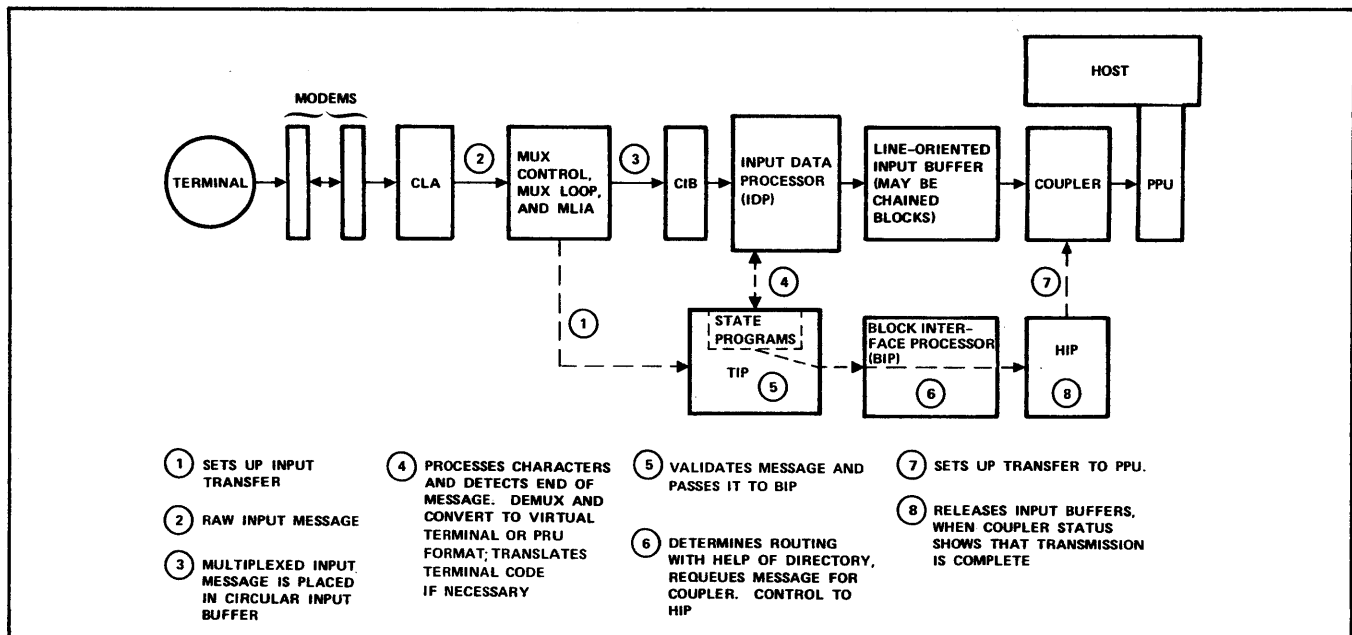 HOST
MODEMS
TERMINAL
CLA
2
MUX
CONTROL,
MUX LOOP,
AND MLIA
3
CIB
INPUT DATA
PROCESSOR
(IDP)
LINE-ORIENTED
INPUT BUFFER
(MAY BE
CHAINED
BLOCKS)
COUPLER
PPU
4
7
1
STATE
PROGRAMS
TIP
5
BLOCK INTER-
FACE PROCESSOR
(BIP)
6
HIP
8
1 SETS UP INPUT
TRANSFER
2 RAW INPUT MESSAGE
3 MULTIPLEXED INPUT
MESSAGE IS PLACED
IN CIRCULAR INPUT
BUFFER
4 PROCESSES CHARACTERS
AND DETECTS END OF
MESSAGE. DEMUX AND
CONVERT TO VIRTUAL
TERMINAL OR PRU
FORMAT; TRANSLATES
TERMINAL CODE
IF NECESSARY
5 VALIDATES MESSAGE AND
PASSES IT TO BIP
6 DETERMINES ROUTING
WITH HELP OF DIRECTORY,
REQUEUES MESSAGE FOR
COUPLER. CONTROL TO
HIP
7 SETS UP TRANSFER TO PPU.
8 RELEASES INPUT BUFFERS,
WHEN COUPLER STATUS
SHOWS THAT TRANSMISSION
IS COMPLETE